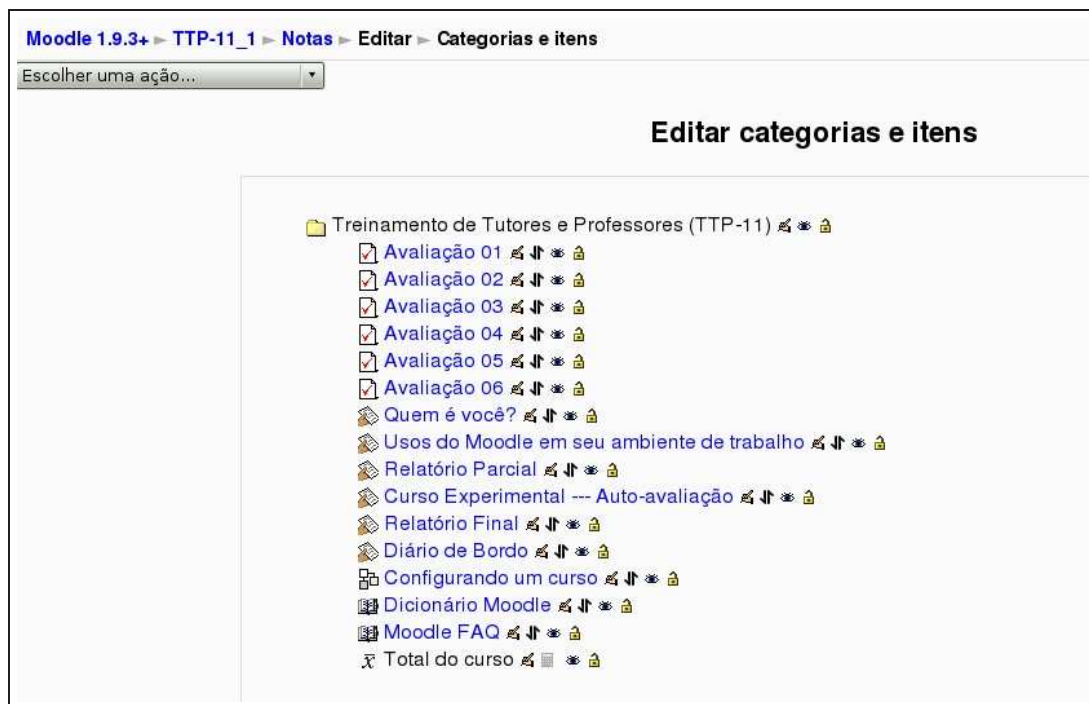 Moodle 1.9.3+ ► TTP-11_1 ► Notas ► Editar ► Categorias e itens
Escolher uma ação...
Editar categorias e itens
Treinamento de Tutores e Professores (TTP-11)
Avaliação 01
Avaliação 02
Avaliação 03
Avaliação 04
Avaliação 05
Avaliação 06
Quem é você?
Usos do Moodle em seu ambiente de trabalho
Relatório Parcial
Curso Experimental --- Auto-avaliação
Relatório Final
Diário de Bordo
Configurando um curso
Dicionário Moodle
Moodle FAQ
x̅ Total do curso